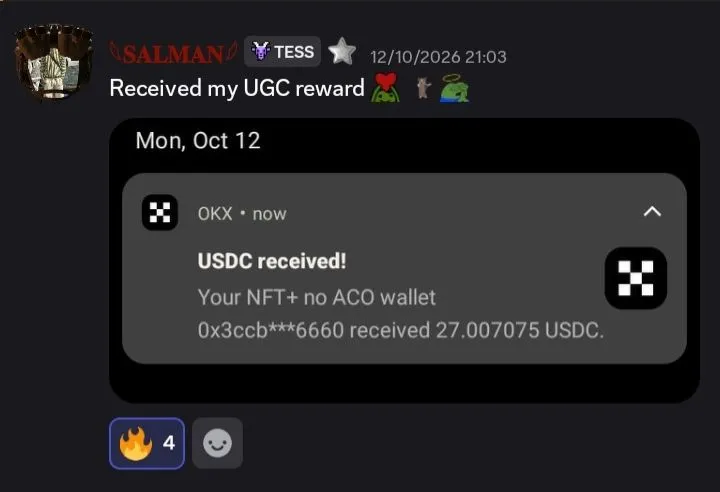 SALMAN TESS 12/10/2026 21:03
Received my UGC reward
Mon, Oct 12
OKX • now
USDC received!
Your NFT+ no ACO wallet
0x3ccb***6660 received 27.007075 USDC.
4